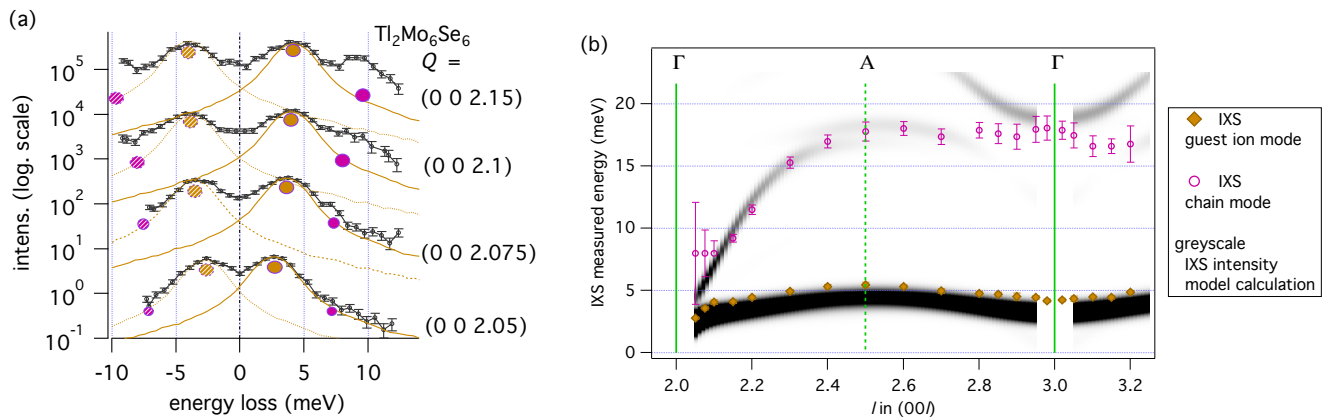 (a)
Tl2Mo6Se6
Q =
(0 0 2.15)
(0 0 2.1)
(0 0 2.075)
(0 0 2.05)
10^5
10^4
10^3
10^2
10^1
10^0
10^-1
intens. (log. scale)
-10 -5 0 5 10
energy loss (meV)
(b)
Γ A Γ
20
15
10
5
0
IXS measured energy (meV)
2.0 2.2 2.4 2.6 2.8 3.0 3.2
l in (00l)
IXS
guest ion mode
IXS
chain mode
greyscale
IXS intensity
model calculation